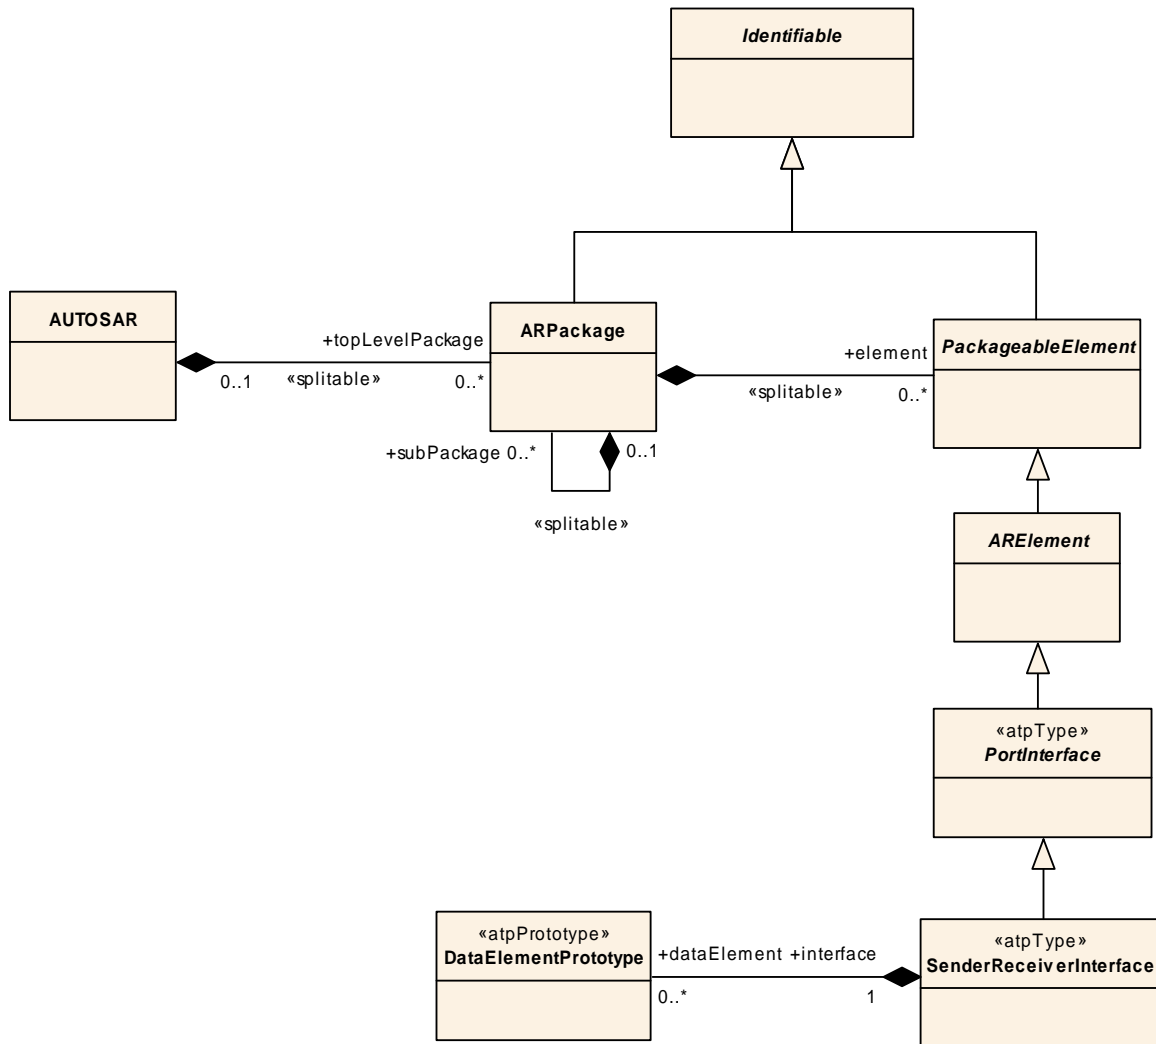 Identifiable
AUTOSAR
ARPackage
PackageableElement
+topLevelPackage
+element
0..1
«splitable»
0..*
«splitable»
0..*
+subPackage 0..*
0..1
«splitable»
ARElement
«atpType»
PortInterface
«atpPrototype»
DataElementPrototype
+dataElement +interface
0..*
1
«atpType»
SenderReceiverInterface